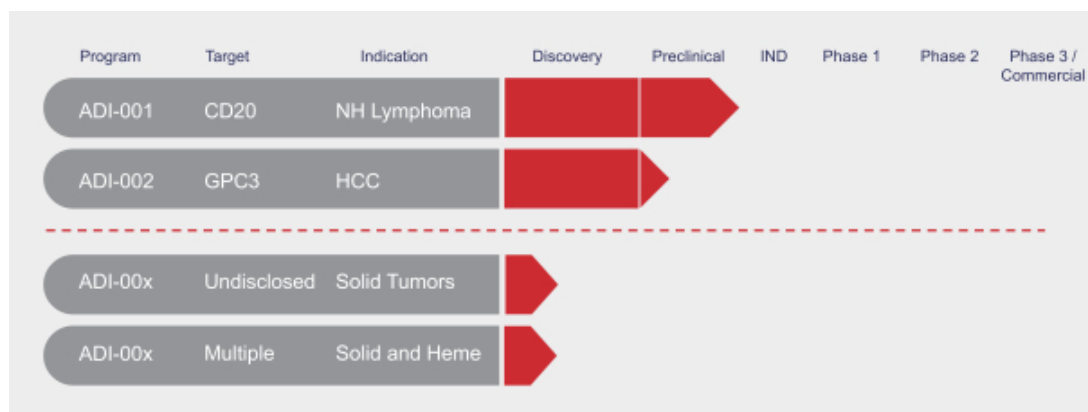 Program Target Indication Discovery Preclinical IND Phase 1 Phase 2 Phase 3 /
Commercial
ADI-001 CD20 NH Lymphoma
ADI-002 GPC3 HCC
ADI-00x Undisclosed Solid Tumors
ADI-00x Multiple Solid and Heme